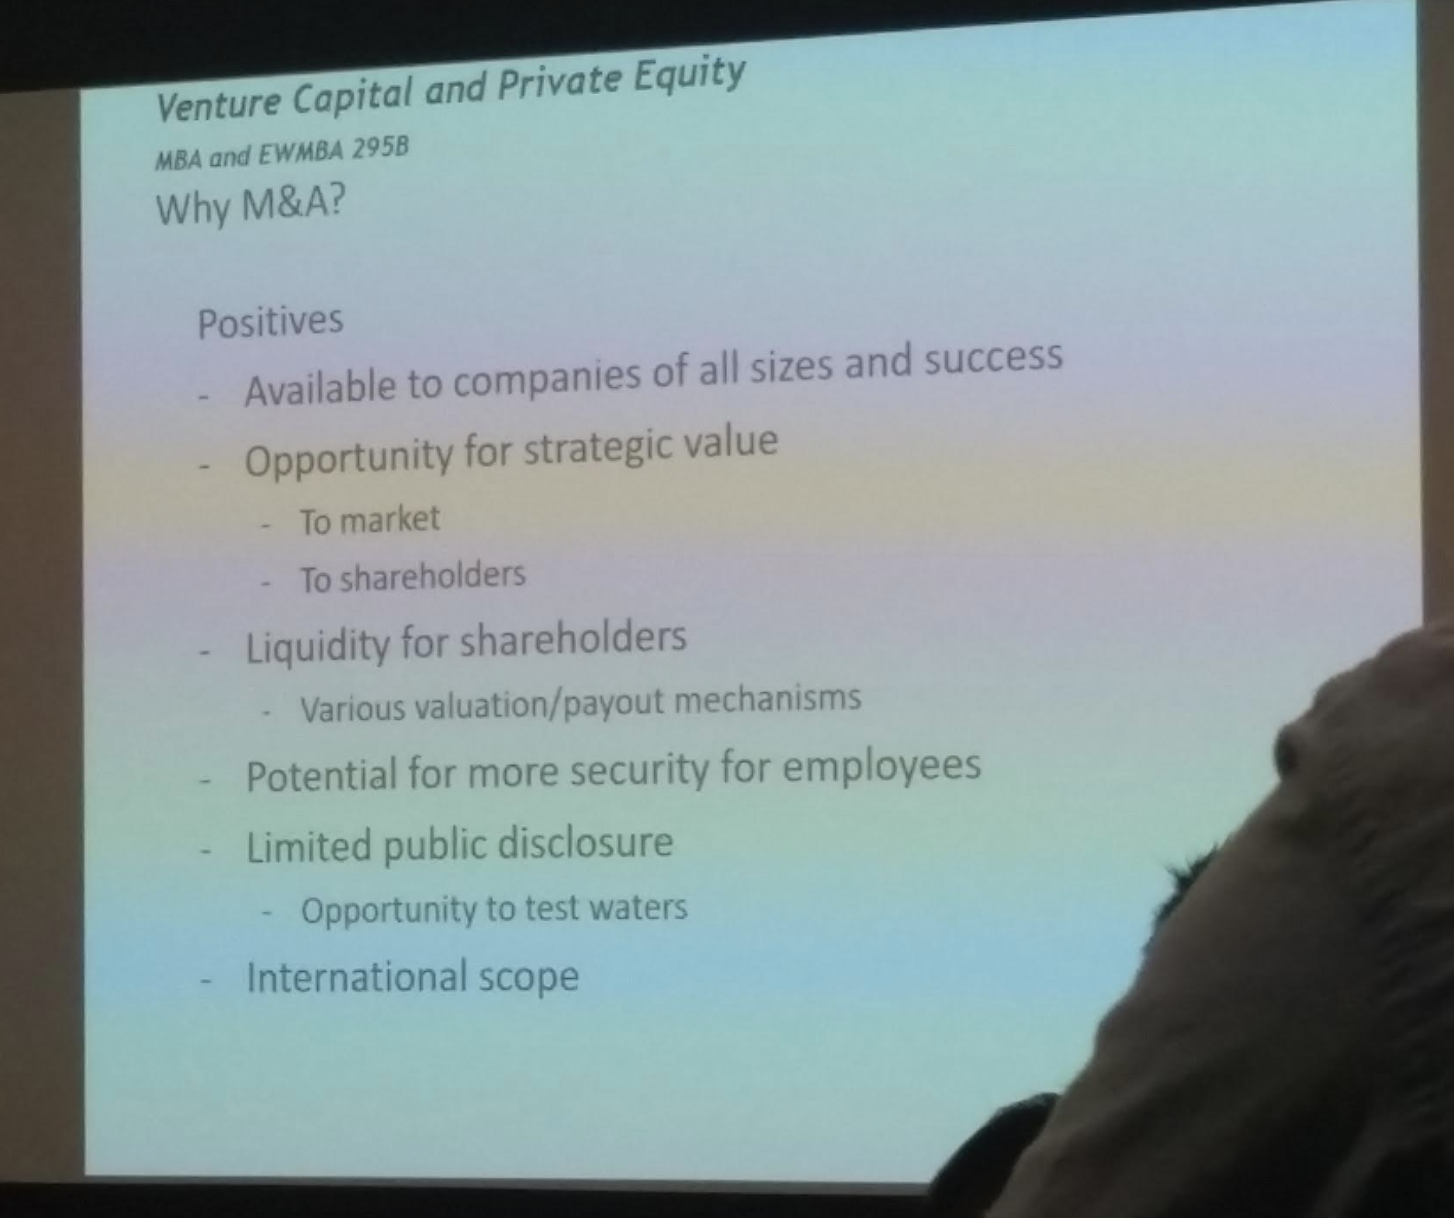 Venture Capital and Private Equity
MBA and EWMBA 295B
Why M&A?
Positives
- Available to companies of all sizes and success
- Opportunity for strategic value
- To market
- To shareholders
- Liquidity for shareholders
- Various valuation/payout mechanisms
- Potential for more security for employees
- Limited public disclosure
- Opportunity to test waters
- International scope